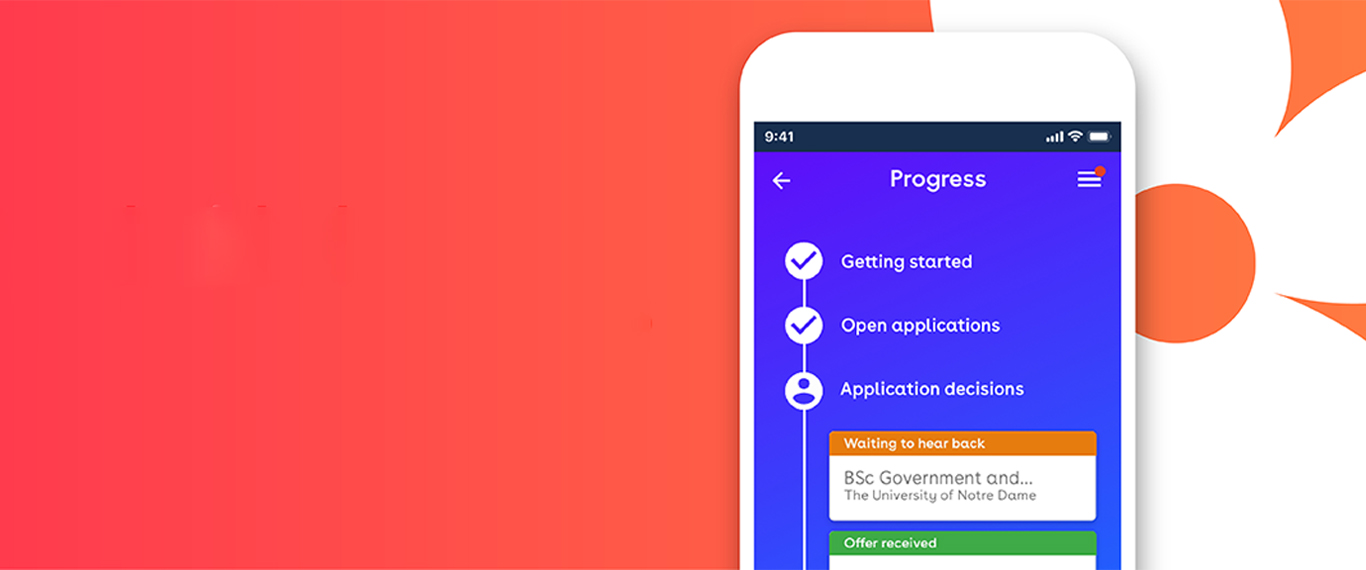 9:41
Progress
Getting started
Open applications
Application decisions
Waiting to hear back
BSc Government and...
The University of Notre Dame
Offer received